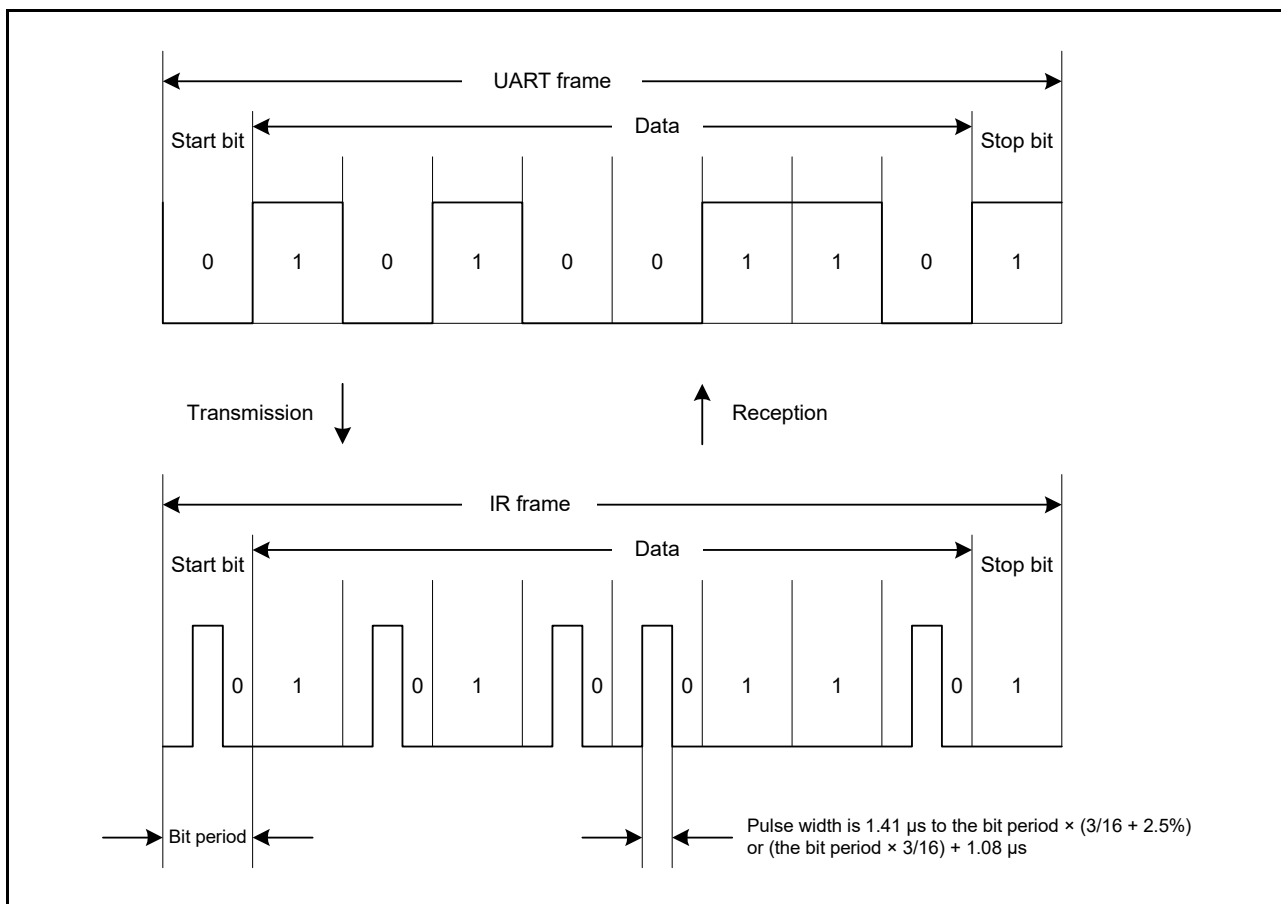 UART frame
Start bit
Data
Stop bit
0 1 0 1 0 0 1 1 0 1
Transmission
Reception
IR frame
Start bit
Data
Stop bit
0 1 0 1 0 0 1 1 0 1
Bit period
Pulse width is 1.41 µs to the bit period × (3/16 + 2.5%)
or (the bit period × 3/16) + 1.08 µs